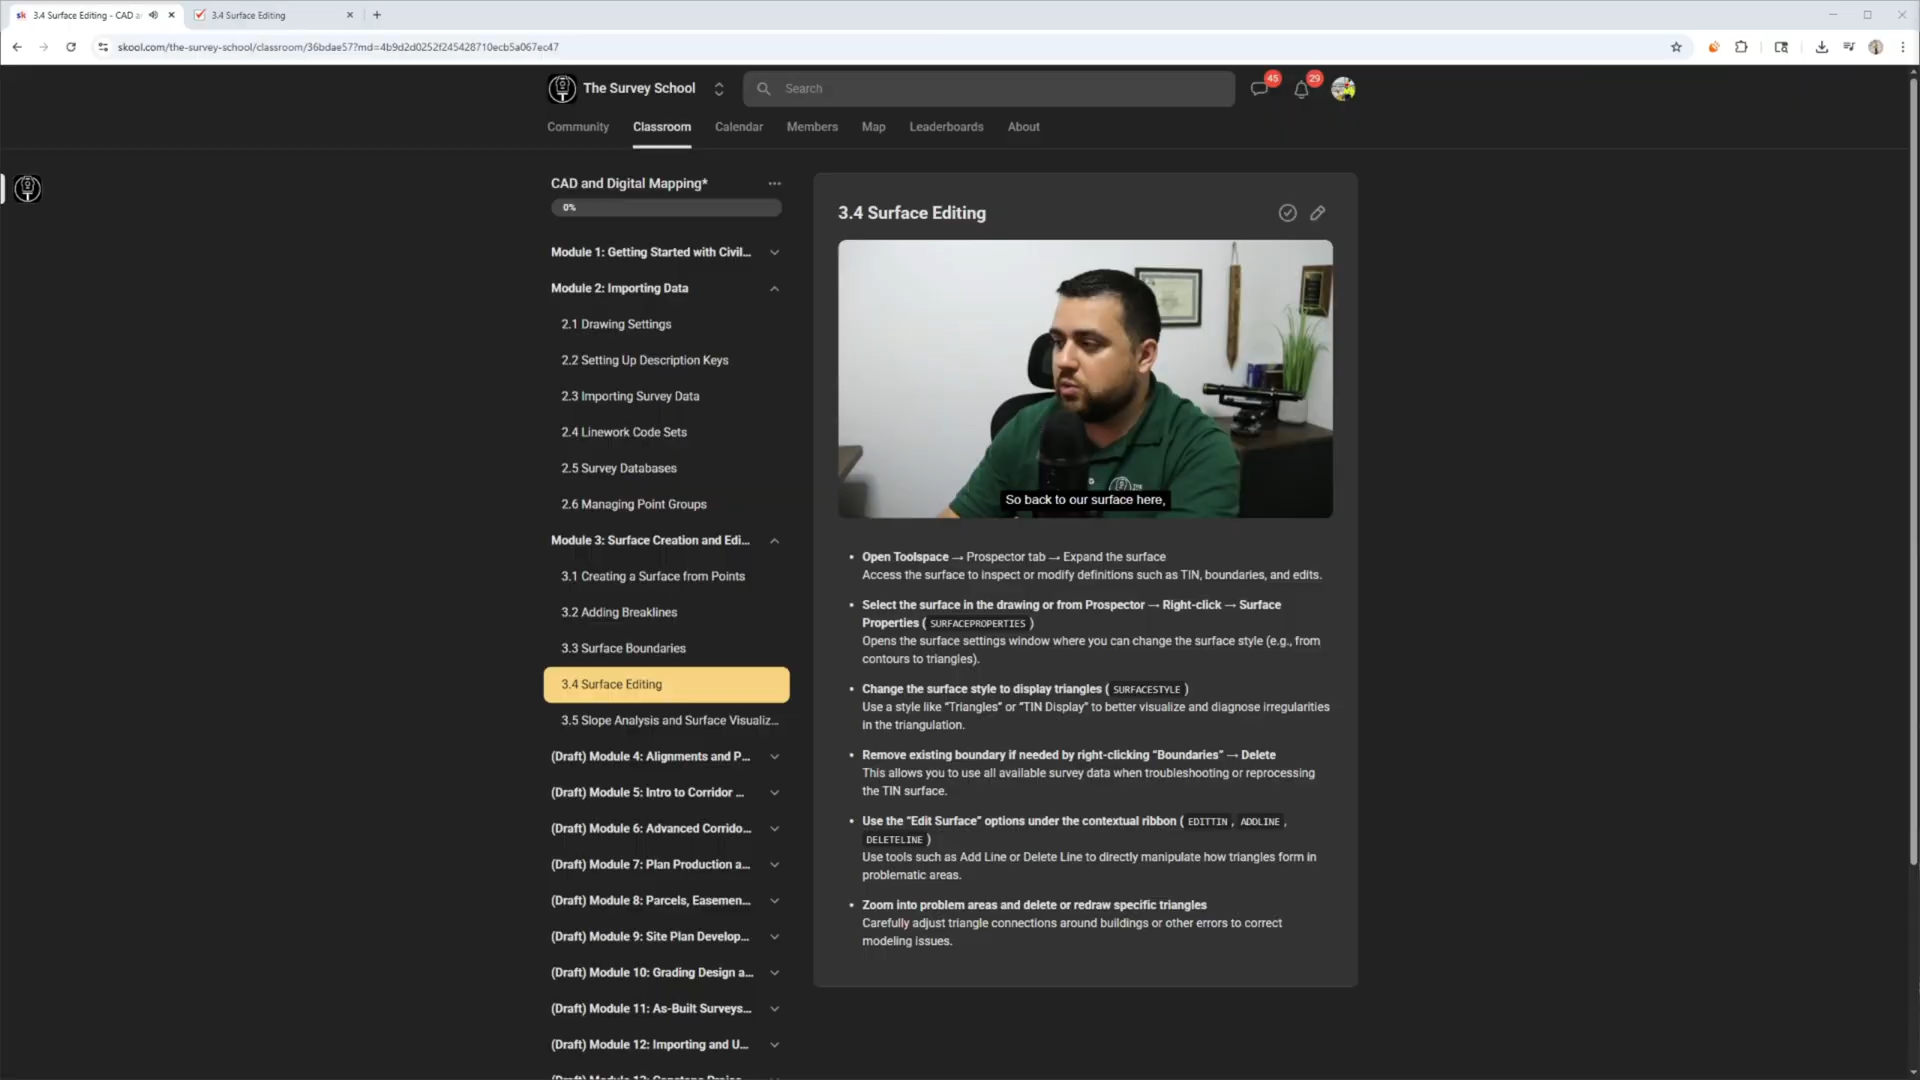 3.4 Surface Editing - CAD a
3.4 Surface Editing
skool.com/the-survey-school/classroom/36bdae57?md=4b9d2d0252f245428710ecb5a067ec47
The Survey School
Search
45
29
Community Classroom Calendar Members Map Leaderboards About
CAD and Digital Mapping*
0%
Module 1: Getting Started with Civil...
Module 2: Importing Data
2.1 Drawing Settings
2.2 Setting Up Description Keys
2.3 Importing Survey Data
2.4 Linework Code Sets
2.5 Survey Databases
2.6 Managing Point Groups
Module 3: Surface Creation and Edi...
3.1 Creating a Surface from Points
3.2 Adding Breaklines
3.3 Surface Boundaries
3.4 Surface Editing
3.5 Slope Analysis and Surface Visualiz...
(Draft) Module 4: Alignments and P...
(Draft) Module 5: Intro to Corridor ...
(Draft) Module 6: Advanced Corrido...
(Draft) Module 7: Plan Production a...
(Draft) Module 8: Parcels, Easemen...
(Draft) Module 9: Site Plan Develop...
(Draft) Module 10: Grading Design a...
(Draft) Module 11: As-Built Surveys...
(Draft) Module 12: Importing and U...
3.4 Surface Editing
So back to our surface here,
• Open Toolspace → Prospector tab → Expand the surface
Access the surface to inspect or modify definitions such as TIN, boundaries, and edits.
• Select the surface in the drawing or from Prospector → Right-click → Surface
Properties ( SURFACEPROPERTIES )
Opens the surface settings window where you can change the surface style (e.g., from
contours to triangles).
• Change the surface style to display triangles ( SURFACESTYLE )
Use a style like “Triangles” or “TIN Display” to better visualize and diagnose irregularities
in the triangulation.
• Remove existing boundary if needed by right-clicking “Boundaries” → Delete
This allows you to use all available survey data when troubleshooting or reprocessing
the TIN surface.
• Use the “Edit Surface” options under the contextual ribbon ( EDITTIN , ADDLINE ,
DELETELINE )
Use tools such as Add Line or Delete Line to directly manipulate how triangles form in
problematic areas.
• Zoom into problem areas and delete or redraw specific triangles
Carefully adjust triangle connections around buildings or other errors to correct
modeling issues.